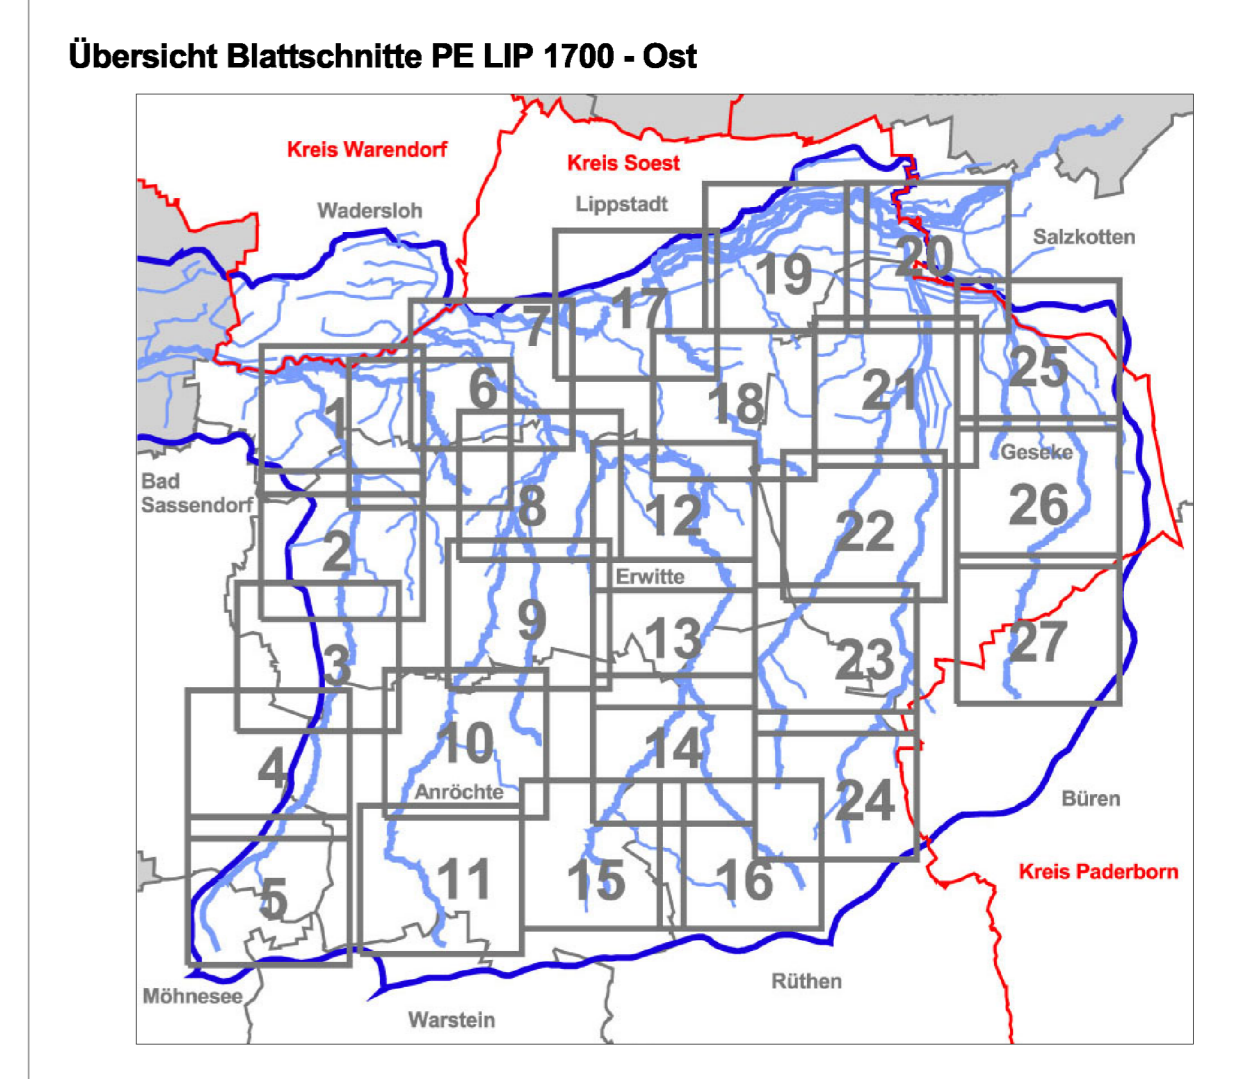 Übersicht Blattschnitte PE LIP 1700 - Ost
Kreis Warendorf
Kreis Soest
Wadersloh
Lippstadt
Salzkotten
20
19
17
7
25
6
21
1
18
Geseke
Bad
Sassendorf
8
12
26
22
2
Erwitte
9
13
27
3
23
10
14
4
Anröchte
24
Büren
5
11
15
16
Kreis Paderborn
Möhnesee
Rüthen
Warstein